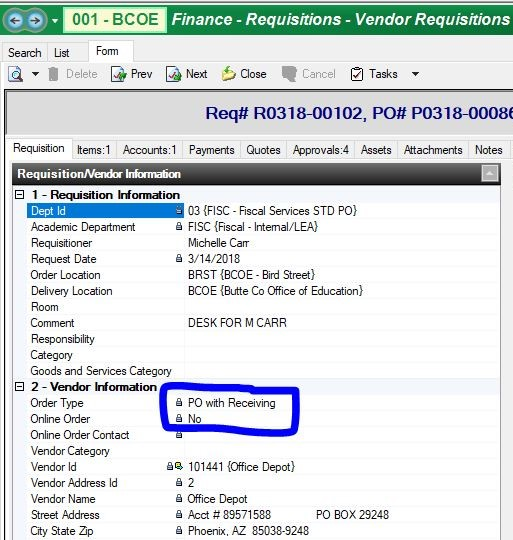 001 - BCOE Finance - Requisitions - Vendor Requisitions
Search List Form
Delete Prev Next Close Cancel Tasks
Req# R0318-00102, PO# P0318-00086
Requisition Items:1 Accounts:1 Payments Quotes Approvals:4 Assets Attachments Notes
Requisition/Vendor Information
1 - Requisition Information
Dept Id 03 {FISC - Fiscal Services STD PO}
Academic Department FISC {Fiscal - Internal/LEA}
Requisitioner Michelle Carr
Request Date 3/14/2018
Order Location BRST {BCOE - Bird Street}
Delivery Location BCOE {Butte Co Office of Education}
Room
Comment DESK FOR M CARR
Responsibility
Category
Goods and Services Category
2 - Vendor Information
Order Type PO with Receiving
Online Order No
Online Order Contact
Vendor Category
Vendor Id 101441 {Office Depot}
Vendor Address Id 2
Vendor Name Office Depot
Street Address Acct # 89571588 PO BOX 29248
City State Zip Phoenix, AZ 85038-9248